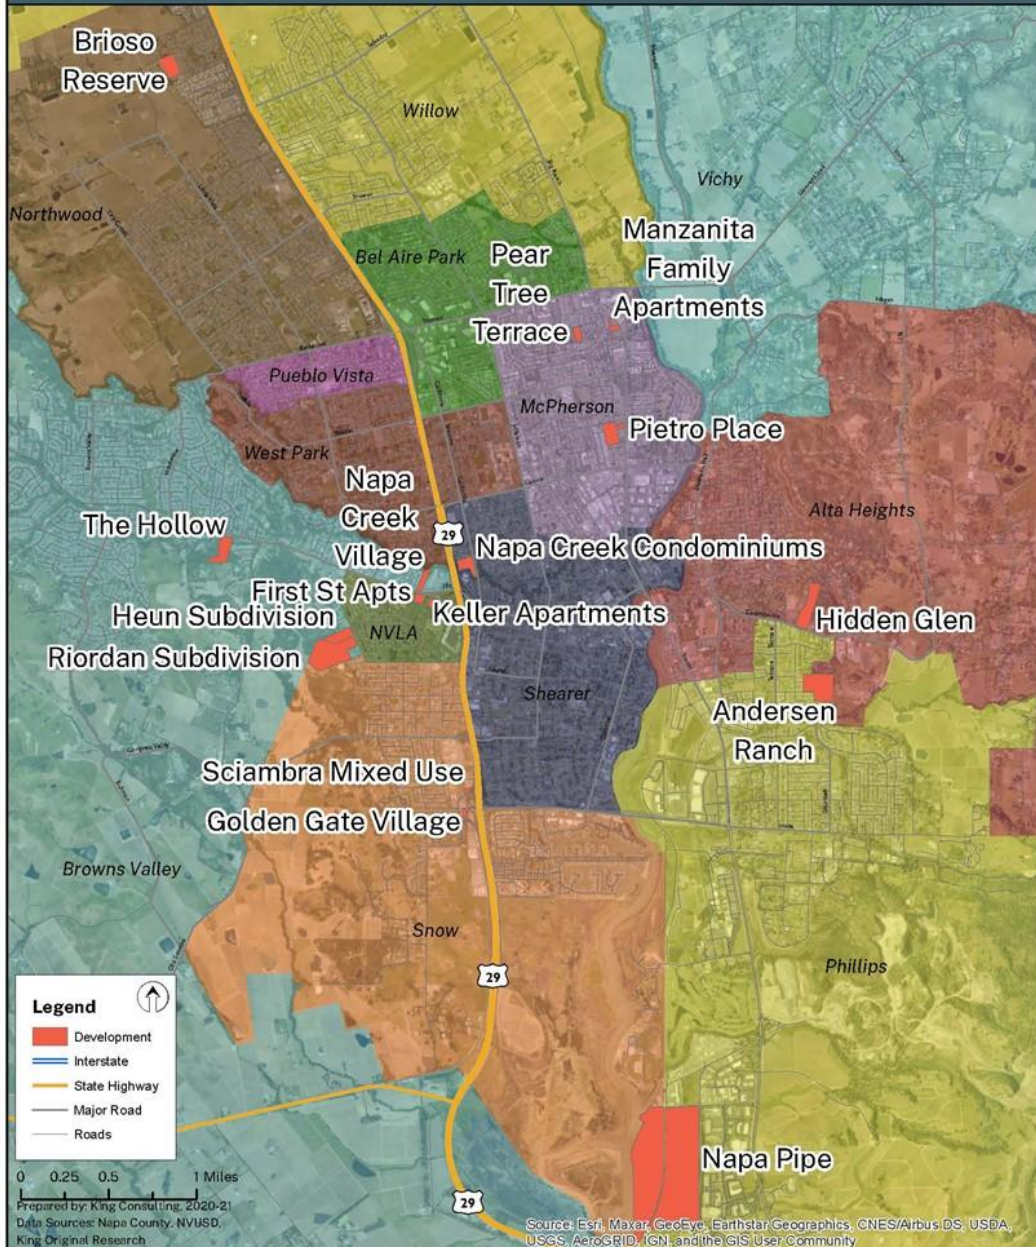 Brioso
Reserve
Willow
Vichy
Northwood
Bel Aire Park
Pear
Tree
Terrace
Manzanita
Family
Apartments
Pueblo Vista
McPherson
Pietro Place
West Park
Napa
Creek
Village
Alta Heights
The Hollow
29
Napa Creek Condominiums
First St Apts
Heun Subdivision
Keller Apartments
Hidden Glen
NVLA
Riordan Subdivision
Shearer
Andersen
Ranch
Sciambra Mixed Use
Golden Gate Village
Browns Valley
Snow
Phillips
29
Legend
Development
Interstate
State Highway
Major Road
Roads
Napa Pipe
0 0.25 0.5 1 Miles
29
Prepared by: King Consulting, 2020-21
Data Sources: Napa County, NVUSD,
King Original Research
Source: Esri, Maxar, GeoEye, Earthstar Geographics, CNES/Airbus DS, USDA,
USGS, AeroGRID, IGN, and the GIS User Community